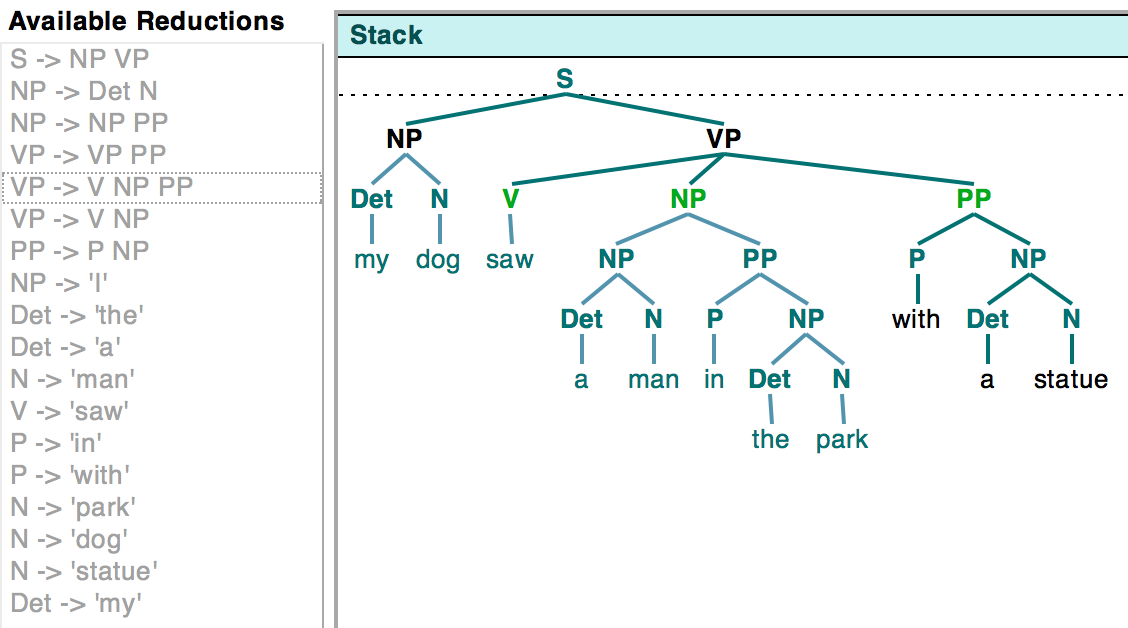 Available Reductions
S -> NP VP
NP -> Det N
NP -> NP PP
VP -> VP PP
VP -> V NP PP
VP -> V NP
PP -> P NP
NP -> 'I'
Det -> 'the'
Det -> 'a'
N -> 'man'
V -> 'saw'
P -> 'in'
P -> 'with'
N -> 'park'
N -> 'dog'
N -> 'statue'
Det -> 'my'
Stack
S
NP VP
Det N V NP PP
my dog saw NP PP P NP
Det N P NP with Det N
a man in Det N a statue
the park